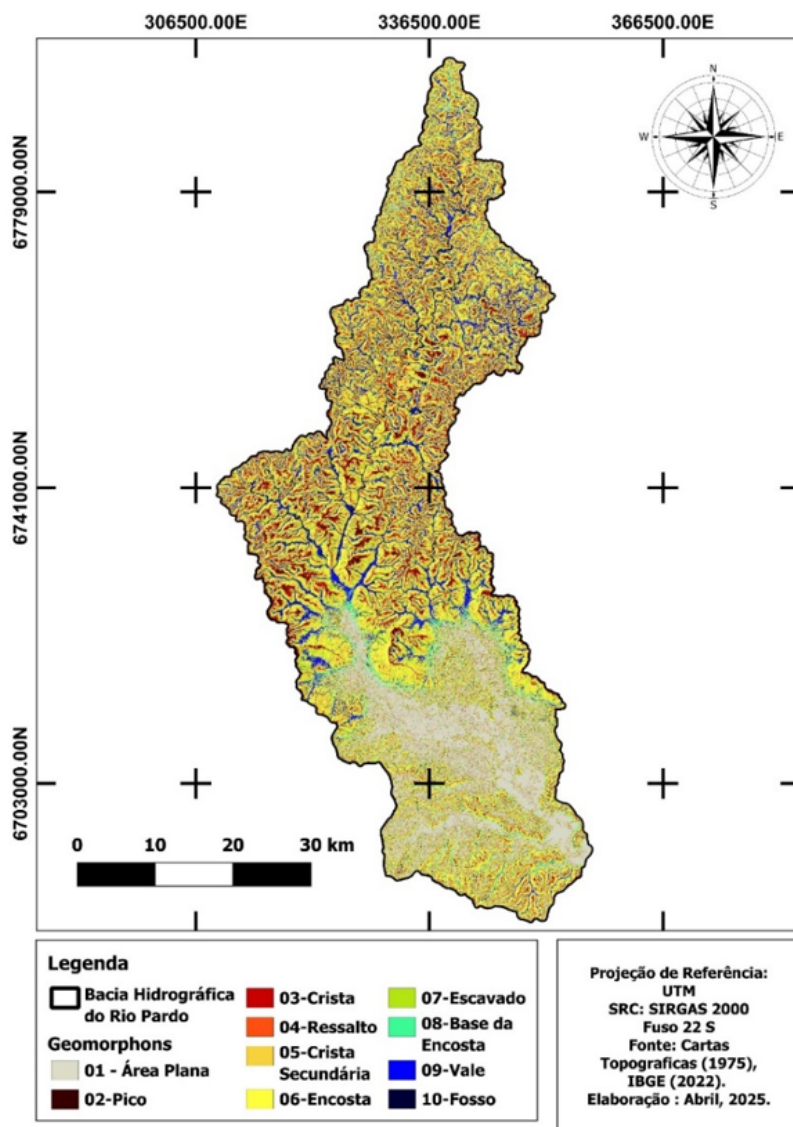 306500.00E 336500.00E 366500.00E
N
W E
S
6779000.00N
6741000.00N
6703000.00N
0 10 20 30 km
Legenda
Bacia Hidrográfica
do Rio Pardo
Geomorphons
01 - Área Plana
02-Pico
03-Crista
04-Ressalto
05-Crista
Secundária
06-Encosta
07-Escavado
08-Base da
Encosta
09-Vale
10-Fosso
Projeção de Referência:
UTM
SRC: SIRGAS 2000
Fuso 22 S
Fonte: Cartas
Topograficas (1975),
IBGE (2022).
Elaboração : Abril, 2025.